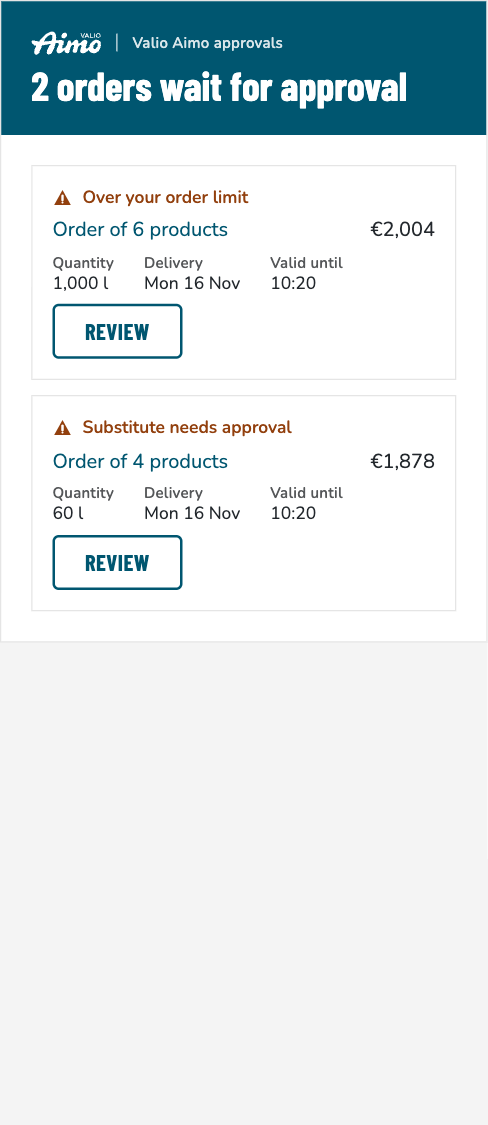 VALIO
Aimo
Valio Aimo approvals
2 orders wait for approval
Over your order limit
Order of 6 products €2,004
Quantity Delivery Valid until
1,000 l Mon 16 Nov 10:20
REVIEW
Substitute needs approval
Order of 4 products €1,878
Quantity Delivery Valid until
60 l Mon 16 Nov 10:20
REVIEW